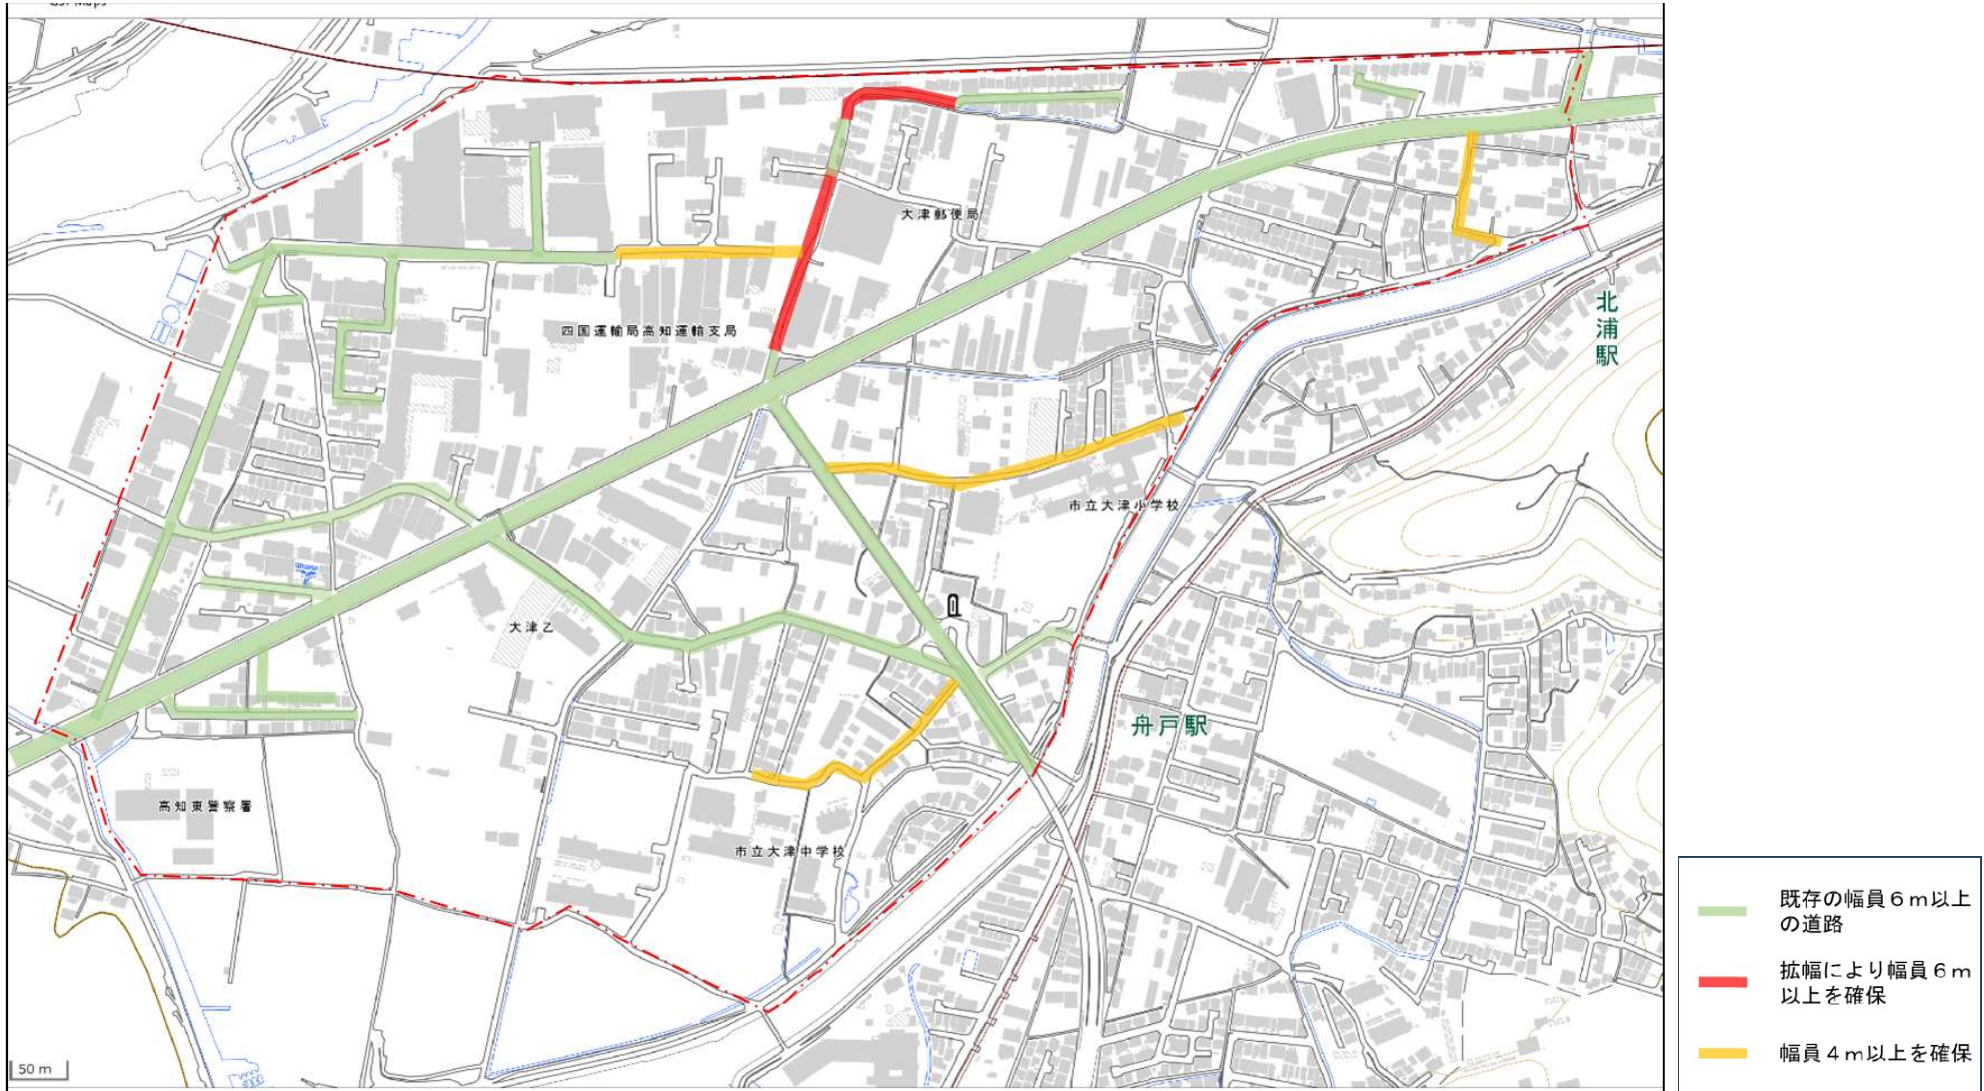 GSI Maps
大津郵便局
四国運輸局高知運輸支局
北浦駅
市立大津小学校
大津乙
舟戸駅
高知東警察署
市立大津中学校
50 m
既存の幅員６ｍ以上
の道路
拡幅により幅員６ｍ
以上を確保
幅員４ｍ以上を確保